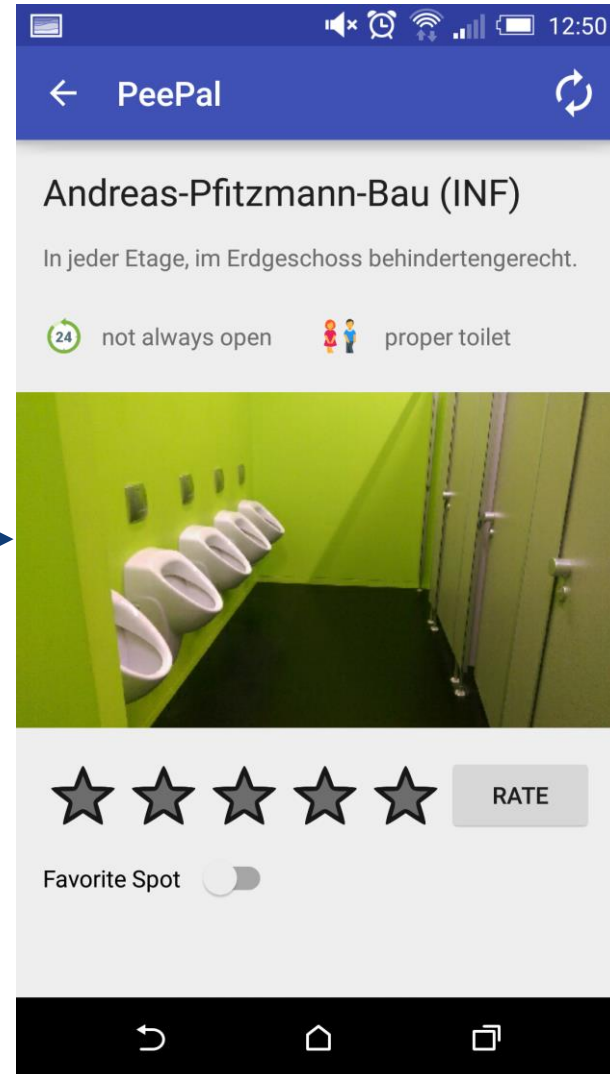 12:50
PeePal
Andreas-Pfitzmann-Bau (INF)
In jeder Etage, im Erdgeschoss behindertengerecht.
24 not always open proper toilet
RATE
Favorite Spot